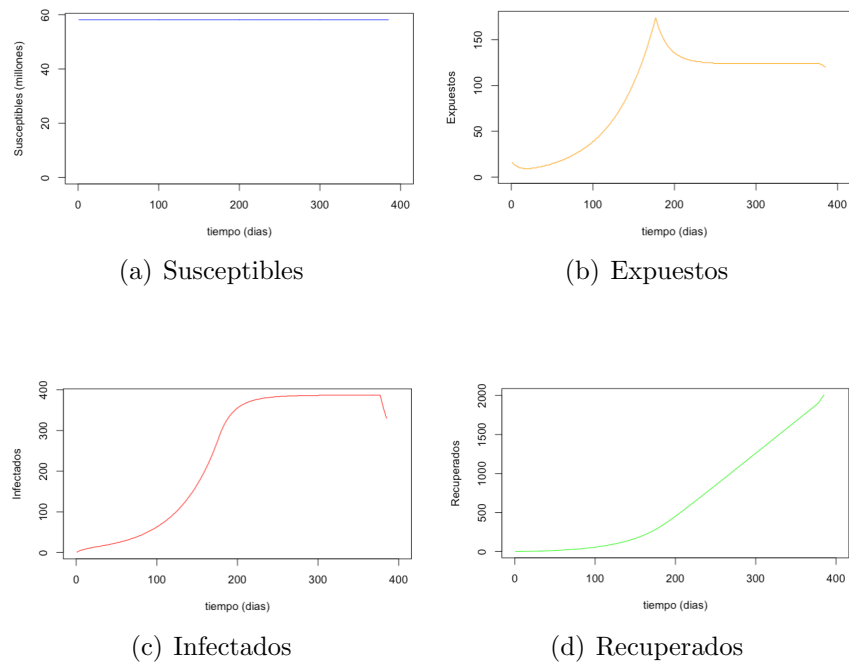 Susceptibles (millones)
60
40
20
0
0 100 200 300 400
tiempo (dias)
(a) Susceptibles
Expuestos
150
100
50
0
0 100 200 300 400
tiempo (dias)
(b) Expuestos
Infectados
400
300
200
100
0
0 100 200 300 400
tiempo (dias)
(c) Infectados
Recuperados
2000
1500
1000
500
0
0 100 200 300 400
tiempo (dias)
(d) Recuperados